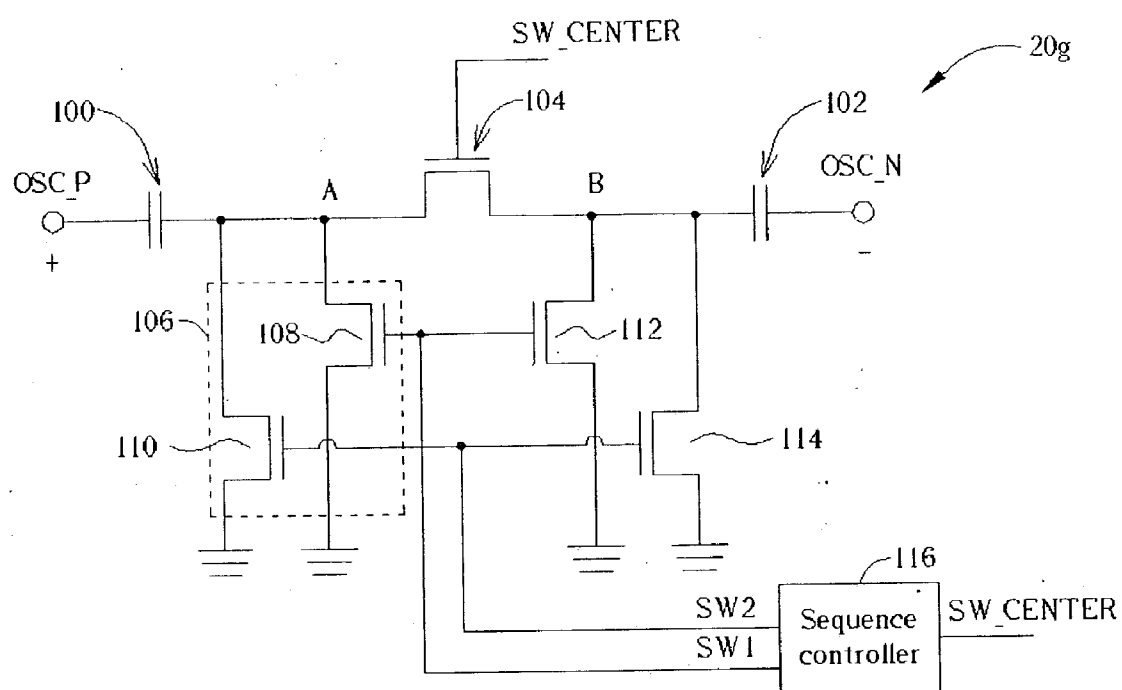 SW_CENTER
20g
100
104
102
OSC_P
A
B
OSC_N
+
-
106
108
112
110
114
116
SW2
SW1
Sequence
controller
SW_CENTER